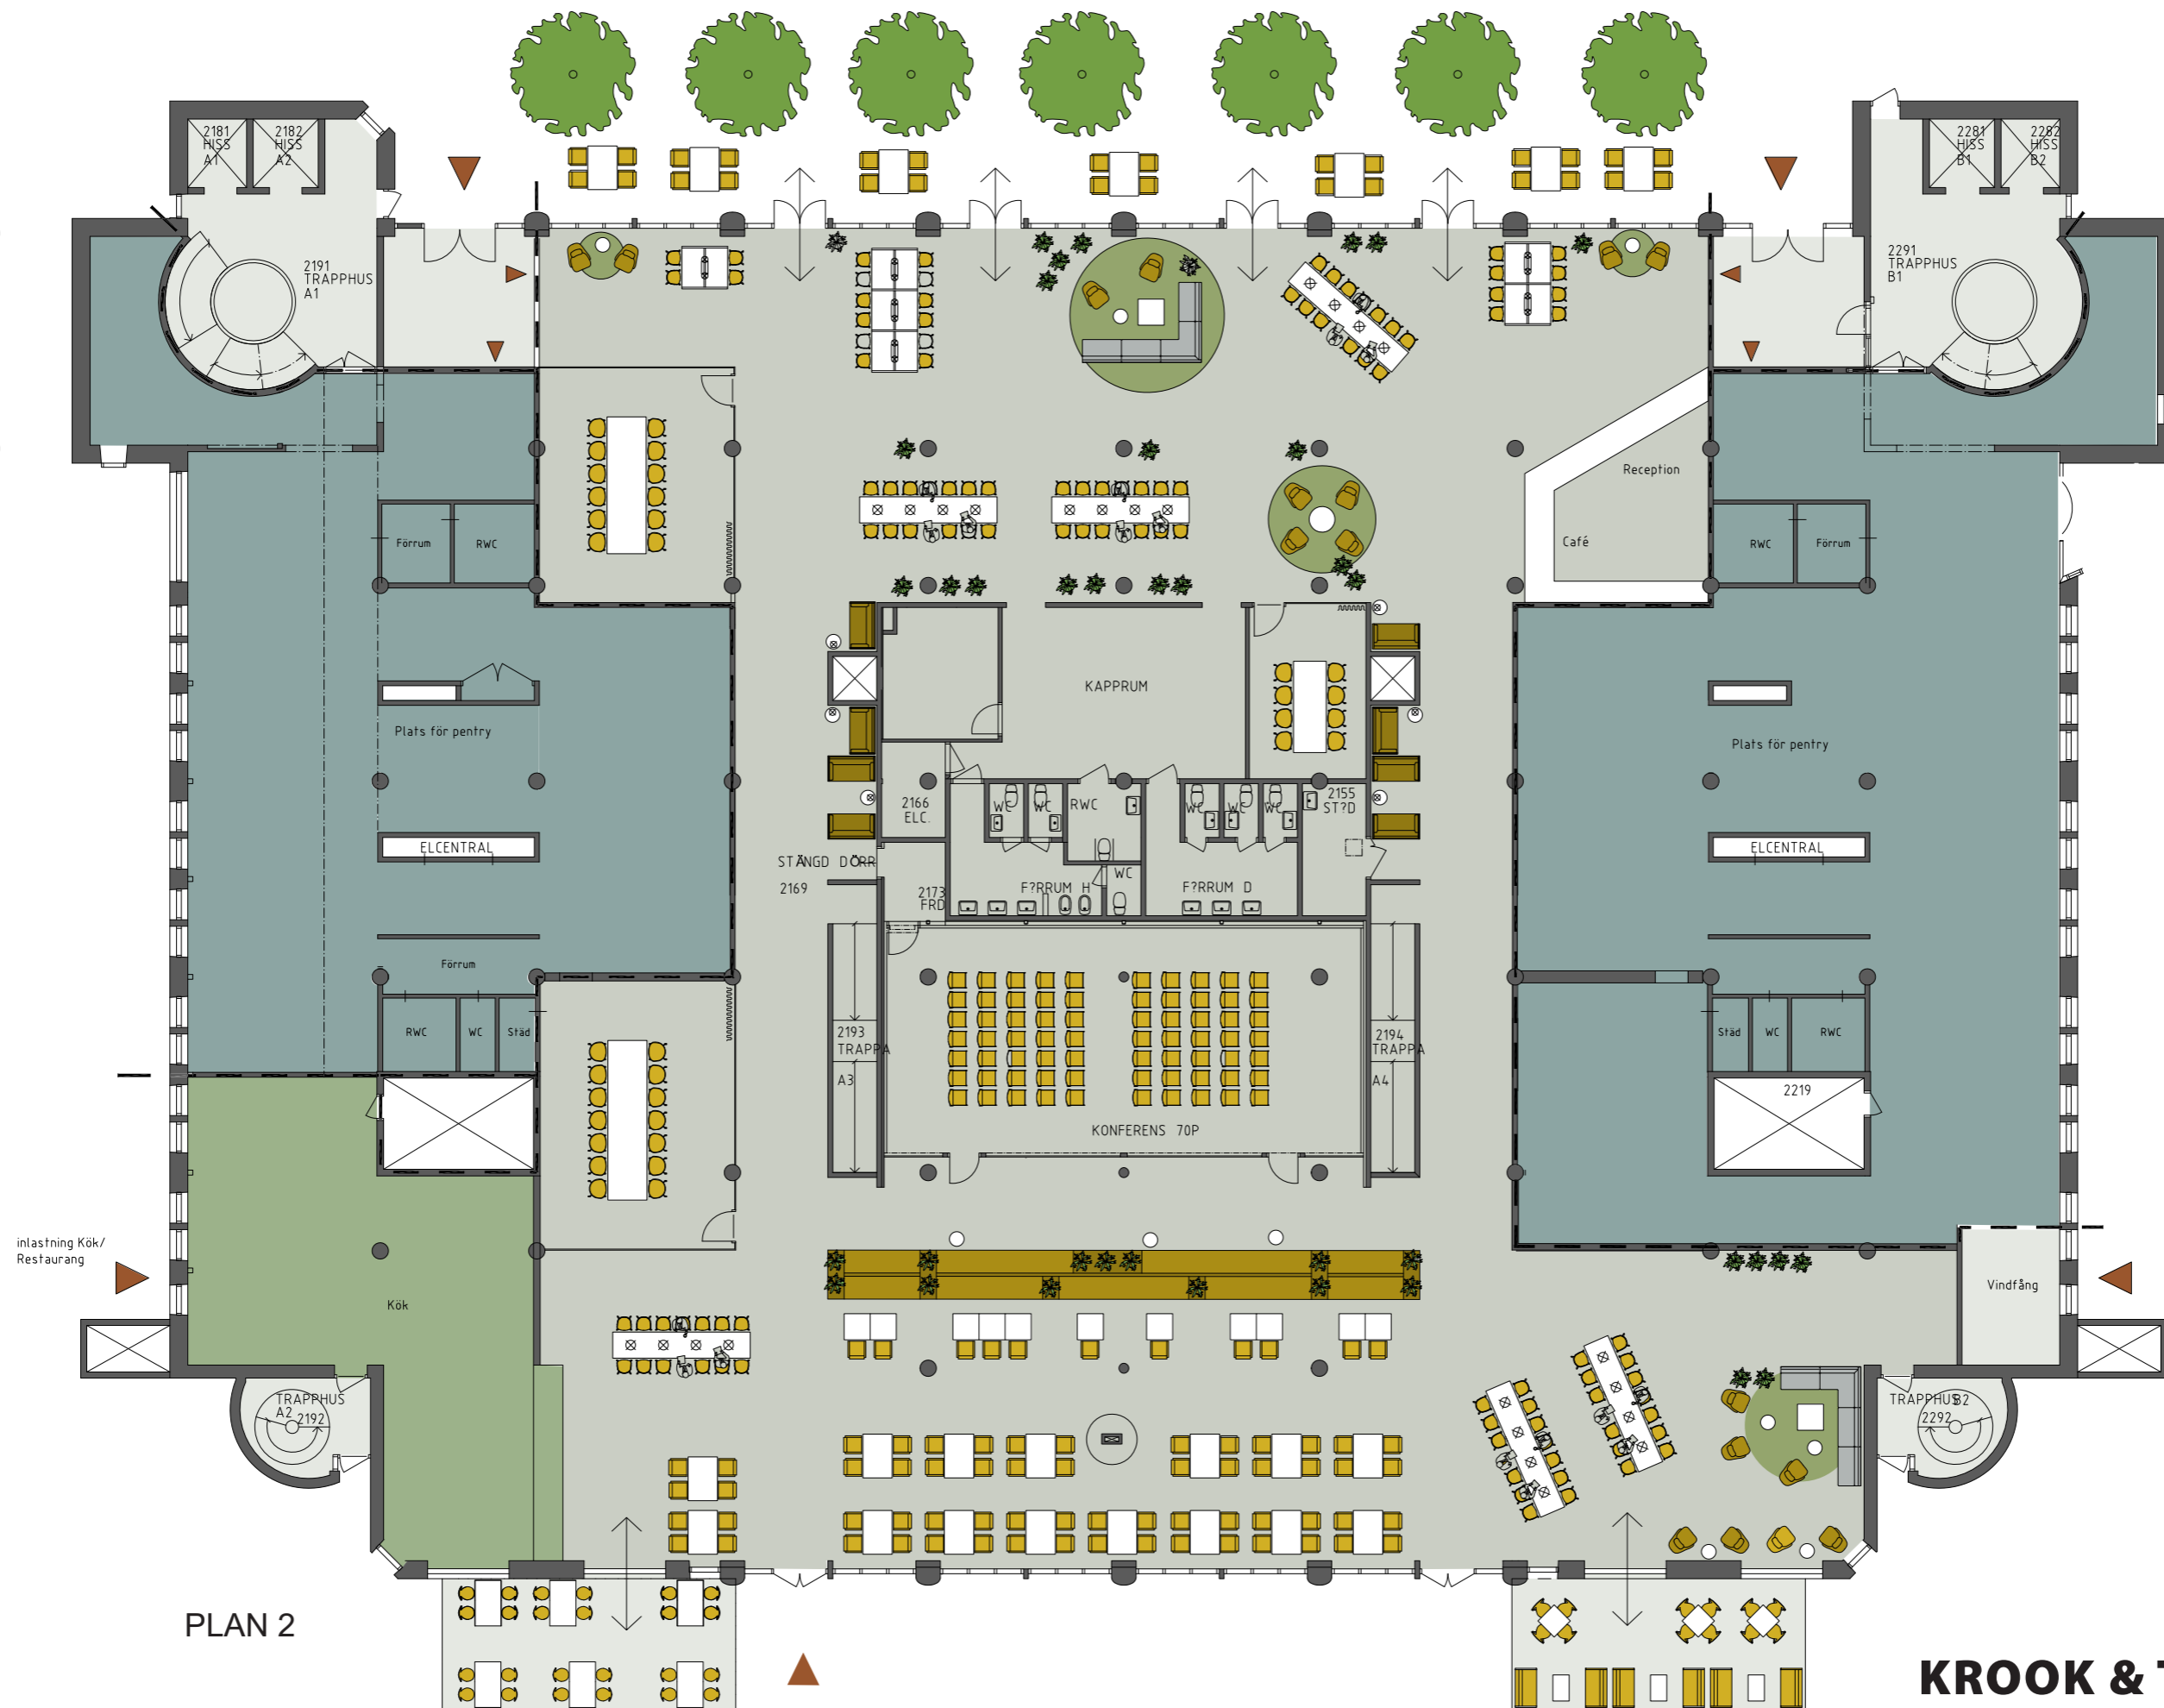 2181
HISS
A1
2182
HISS
A2
2281
HISS
B1
2282
HISS
B2
2191
TRAPPHUS
A1
2291
TRAPPHUS
B1
Reception
Café
Förrum
RWC
RWC
Förrum
KAPPRUM
Plats för pentry
Plats för pentry
2166
ELC.
WC
WC
RWC
WC
WC
WC
2155
ST?D
ELCENTRAL
ELCENTRAL
STÄNGD DÖRR
2169
2173
FRD
F?RRUM H
WC
F?RRUM D
Förrum
RWC
WC
Städ
Städ
WC
RWC
2193
TRAPPA
A3
2194
TRAPPA
A4
2219
KONFERENS 70P
inlastning Kök/
Restaurang
Kök
Vindfång
TRAPPHUS
A2
2192
TRAPPHUS B2
2292
PLAN 2
KROOK &